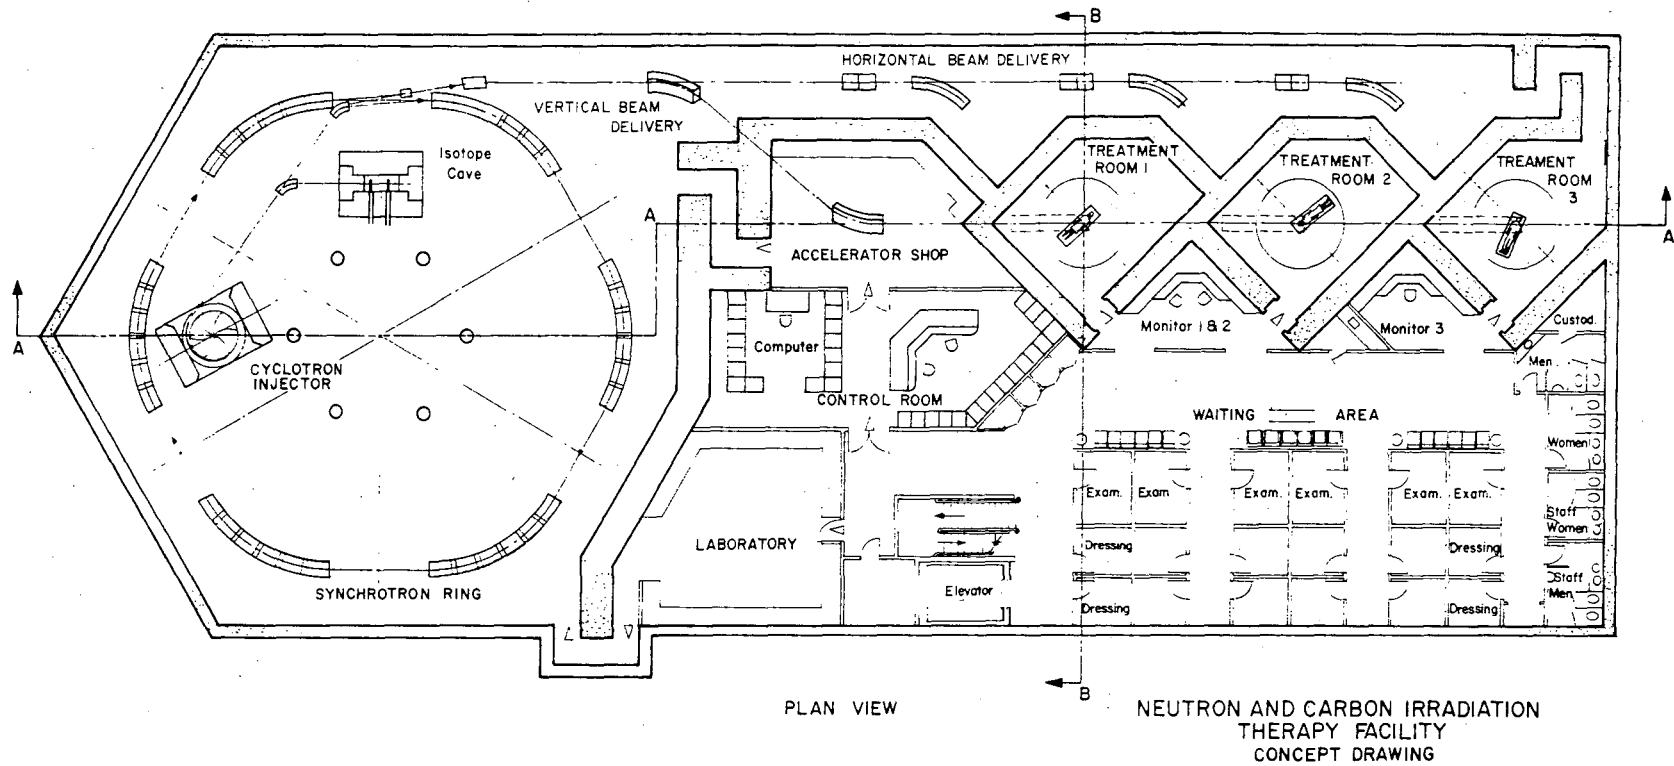 B
HORIZONTAL BEAM DELIVERY
VERTICAL BEAM
DELIVERY
Isotope
Cave
TREATMENT
ROOM 1
TREATMENT
ROOM 2
TREAMENT
ROOM
3
A
A
ACCELERATOR SHOP
A
CYCLOTRON
INJECTOR
Computer
Monitor 1 & 2
Monitor 3
Custod.
Men
CONTROL ROOM
WAITING AREA
Women
Exam. Exam
Exam. Exam.
Exam. Exam.
Staff
Women
LABORATORY
Dressing
Dressing
Staff
Men
Elevator
Dressing
Dressing
SYNCHROTRON RING
B
PLAN VIEW
NEUTRON AND CARBON IRRADIATION
THERAPY FACILITY
CONCEPT DRAWING